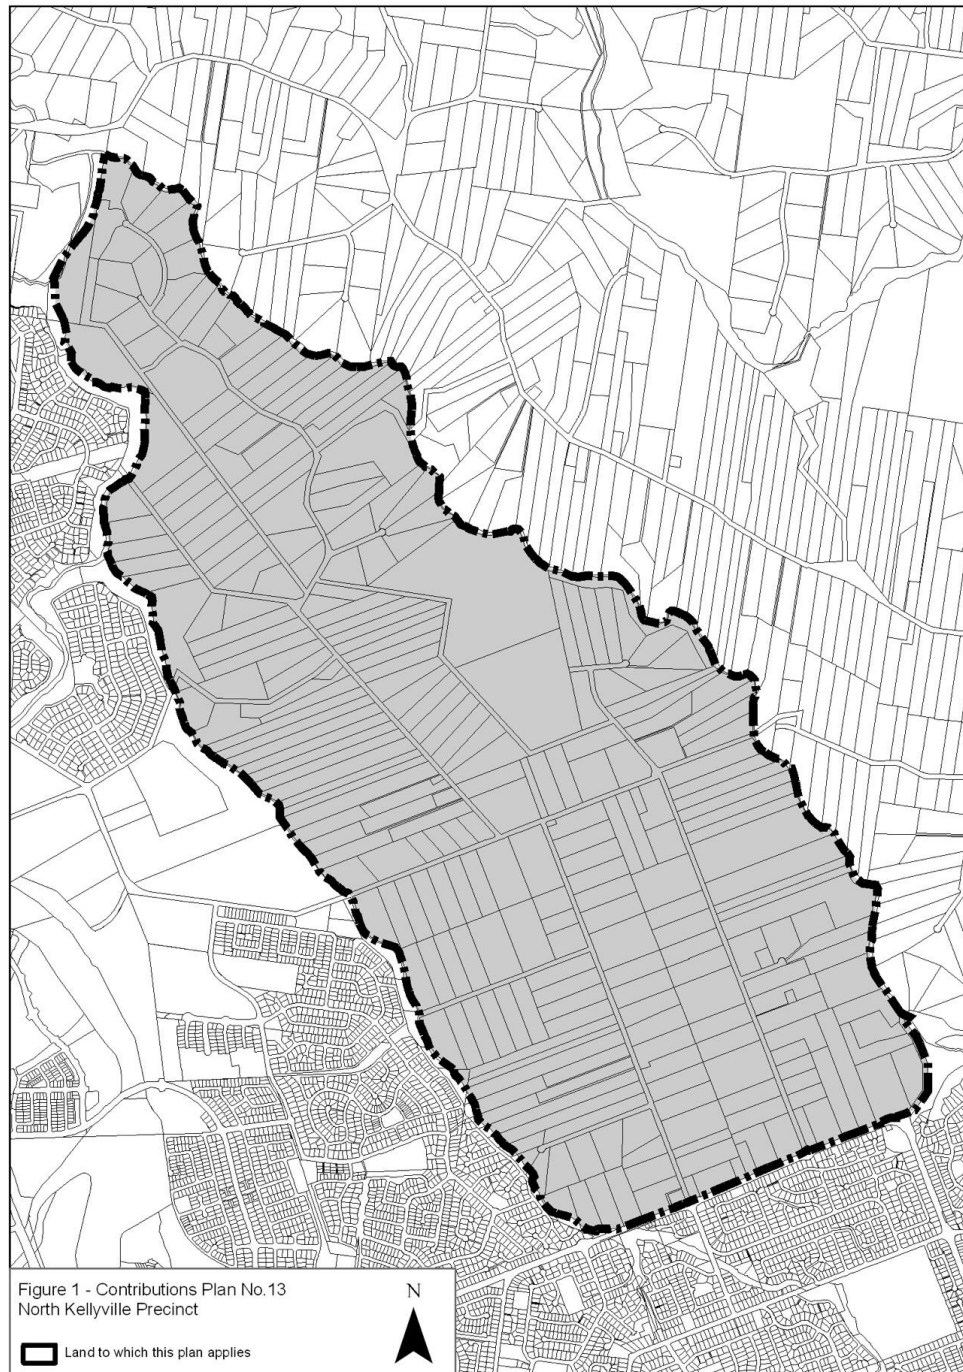 Figure 1 - Contributions Plan No.13
North Kellyville Precinct
N
Land to which this plan applies